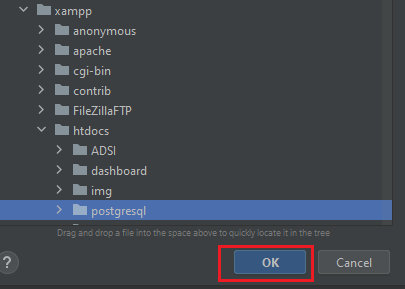 xampp
anonymous
apache
cgi-bin
contrib
FileZillaFTP
htdocs
ADSI
dashboard
img
postgresql
Drag and drop a file into the space above to quickly locate it in the tree
?
OK
Cancel